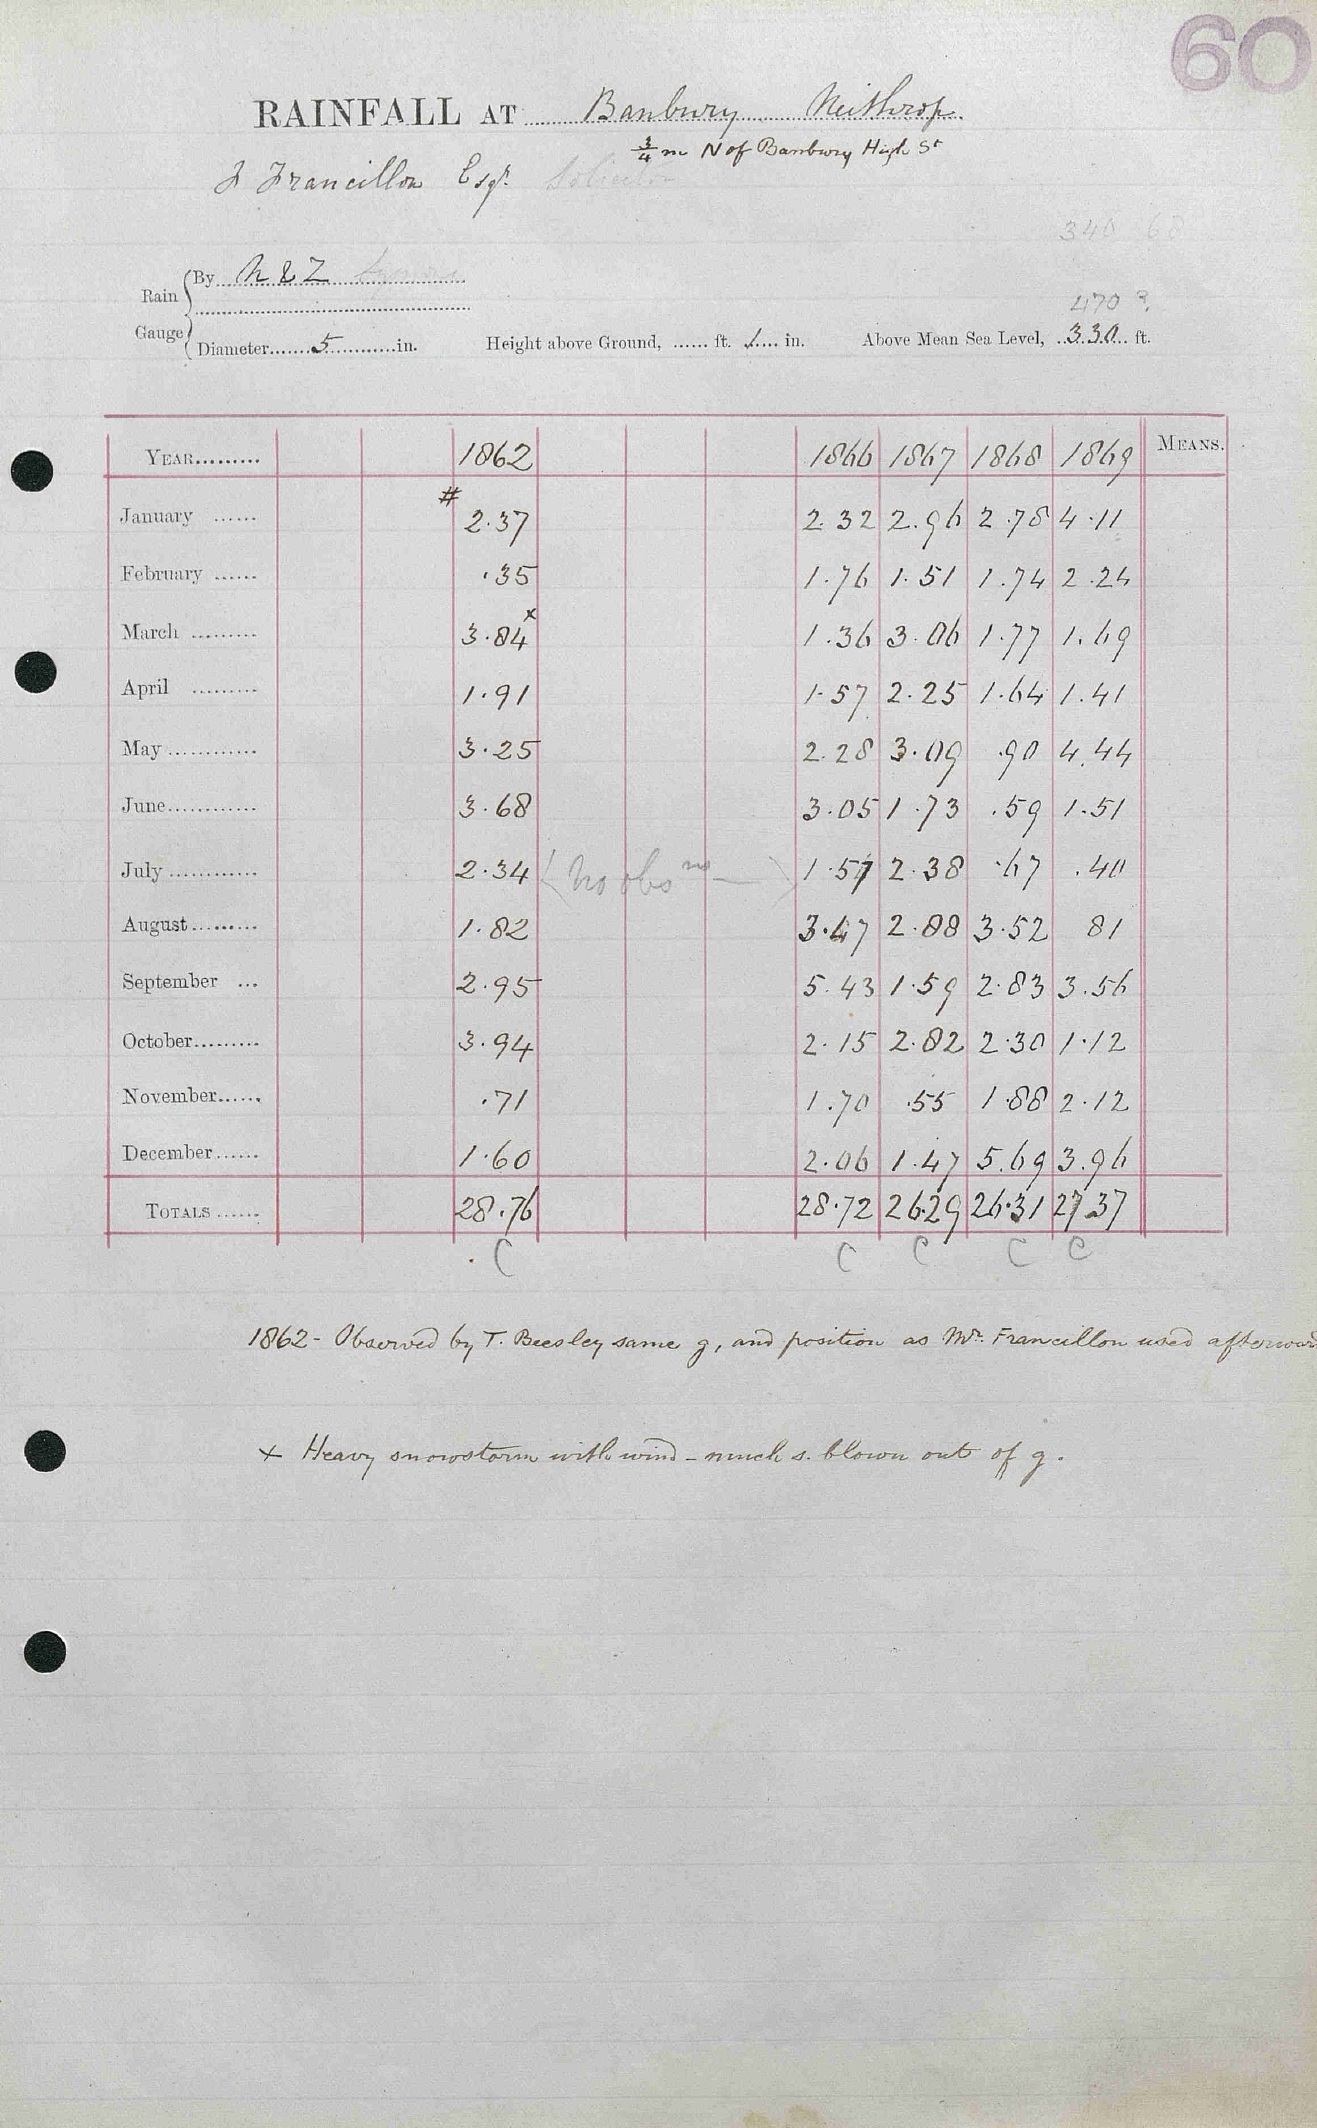 60
RAINFALL AT Banbury Neithrop
3/4 m N of Banbury High St
J Francillon Esqr. Solicitor
340 60
Rain Gauge By N & Z Symons
470 ?
Diameter.......5............in. Height above Ground, ...... ft. 1.... in. Above Mean Sea Level, ..330.. ft.
YEAR......... 1862 1866 1867 1868 1869 MEANS.
January ...... # 2.37 2.32 2.96 2.78 4.11
February ...... .35 1.76 1.51 1.74 2.24
March ......... 3.84 x 1.36 3.06 1.77 1.69
April ......... 1.91 1.57 2.25 1.64 1.41
May ............ 3.25 2.28 3.09 .90 4.44
June............ 3.68 3.05 1.73 .59 1.51
July ............ 2.34 (No obsns —) 1.57 2.38 .67 .40
August......... 1.82 3.47 2.88 3.52 81
September ... 2.95 5.43 1.59 2.83 3.56
October......... 3.94 2.15 2.82 2.30 1.12
November...... .71 1.70 .55 1.88 2.12
December...... 1.60 2.06 1.47 5.69 3.96
TOTALS ...... 28.76 28.72 26.29 26.31 27.37
C C C C C
1862 - Observed by T. Beesley same g, and position as Mr. Francillon used afterward
x Heavy snowstorm with wind - much s. blown out of g.